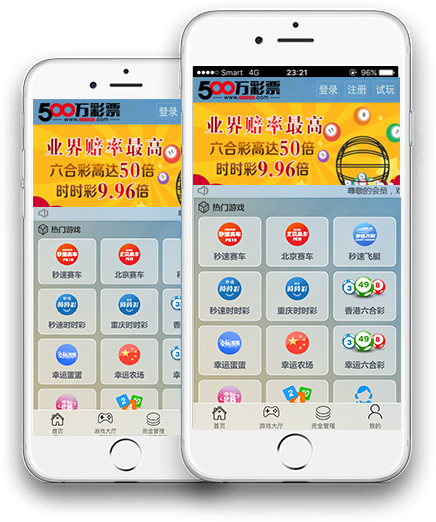 500万彩票
登录
业界赔率最高
六合彩高达50倍
时时彩9.96倍
热门游戏
秒速赛车
北京赛车
秒速时时彩
重庆时时彩
香港
幸运蛋蛋
幸运农场
首页
游戏大厅
资金管理
Smart 4G
23:21
96%
500万彩票
登录
注册
试玩
业界赔率最高
六合彩高达50倍
时时彩9.96倍
尊敬的会员,
热门游戏
秒速赛车
北京赛车
秒速飞艇
秒速时时彩
重庆时时彩
香港六合彩
幸运蛋蛋
幸运农场
幸运六合彩
首页
游戏大厅
资金管理
我的